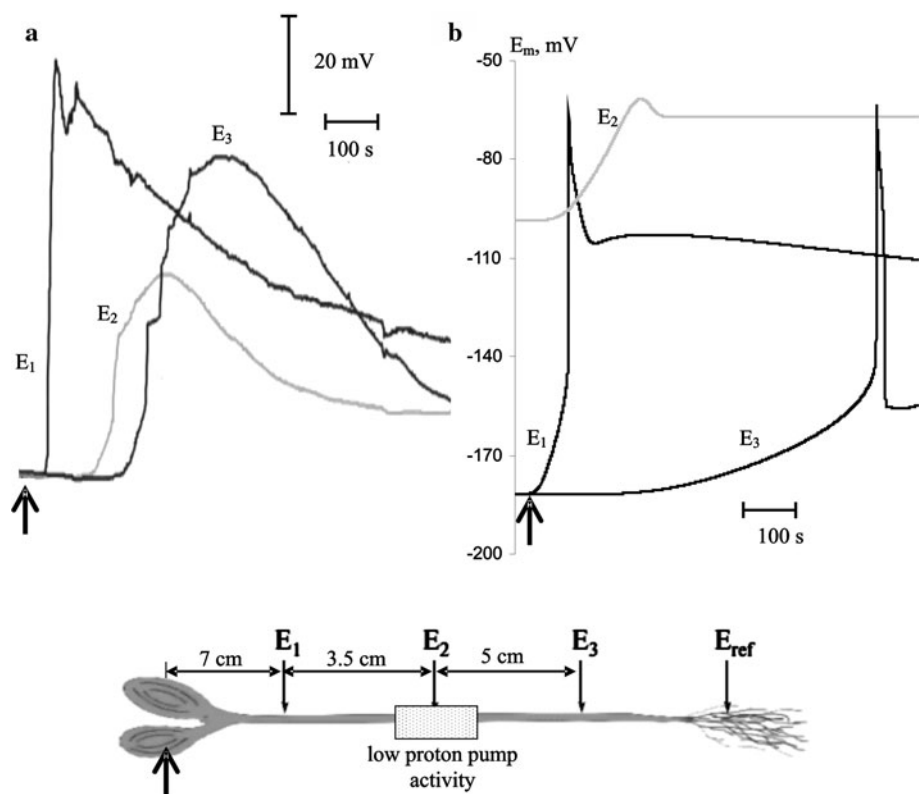 a
20 mV
100 s
E₁
E₂
E₃
b
Eₘ, mV
-50
-80
-110
-140
-170
-200
E₂
E₁
E₃
100 s
E₁
E₂
E₃
E_ref
7 cm
3.5 cm
5 cm
low proton pump
activity